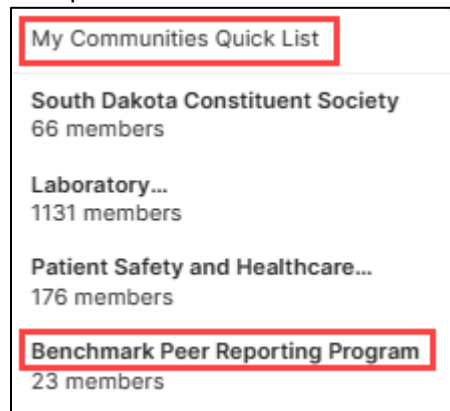 My Communities Quick List
South Dakota Constituent Society
66 members
Laboratory...
1131 members
Patient Safety and Healthcare...
176 members
Benchmark Peer Reporting Program
23 members